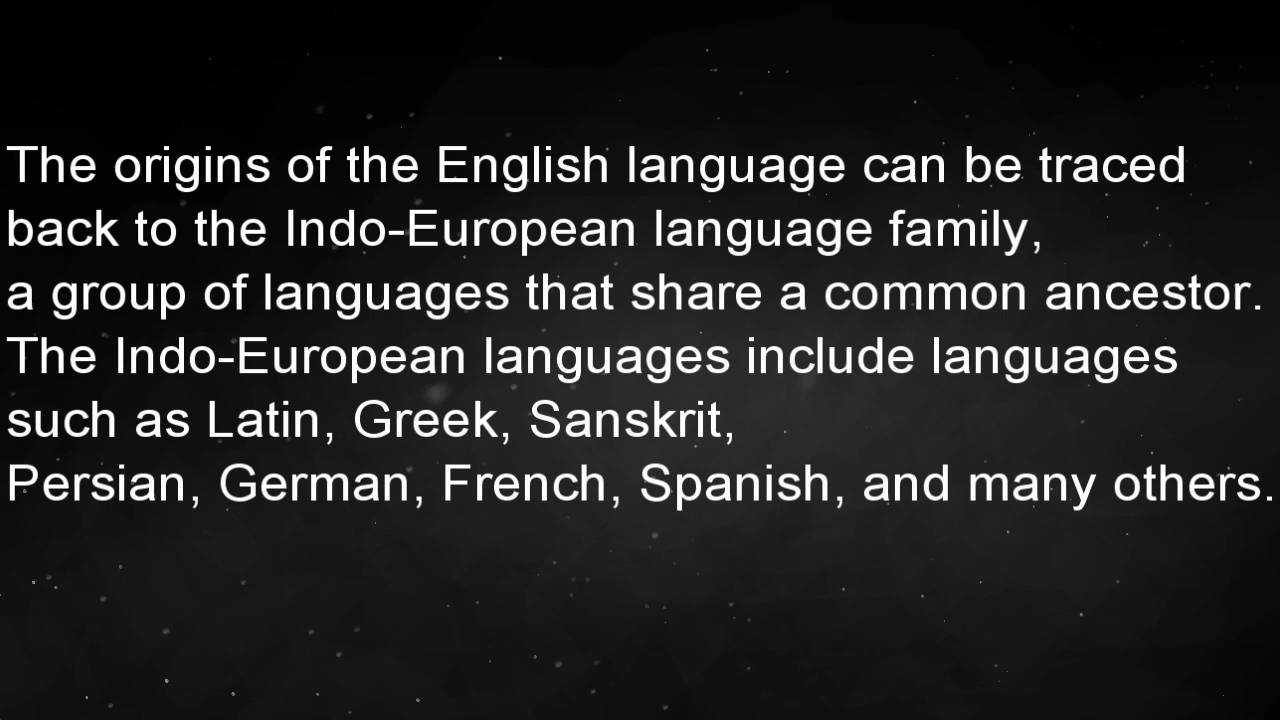 The origins of the English language can be traced
back to the Indo-European language family,
a group of languages that share a common ancestor.
The Indo-European languages include languages
such as Latin, Greek, Sanskrit,
Persian, German, French, Spanish, and many others.